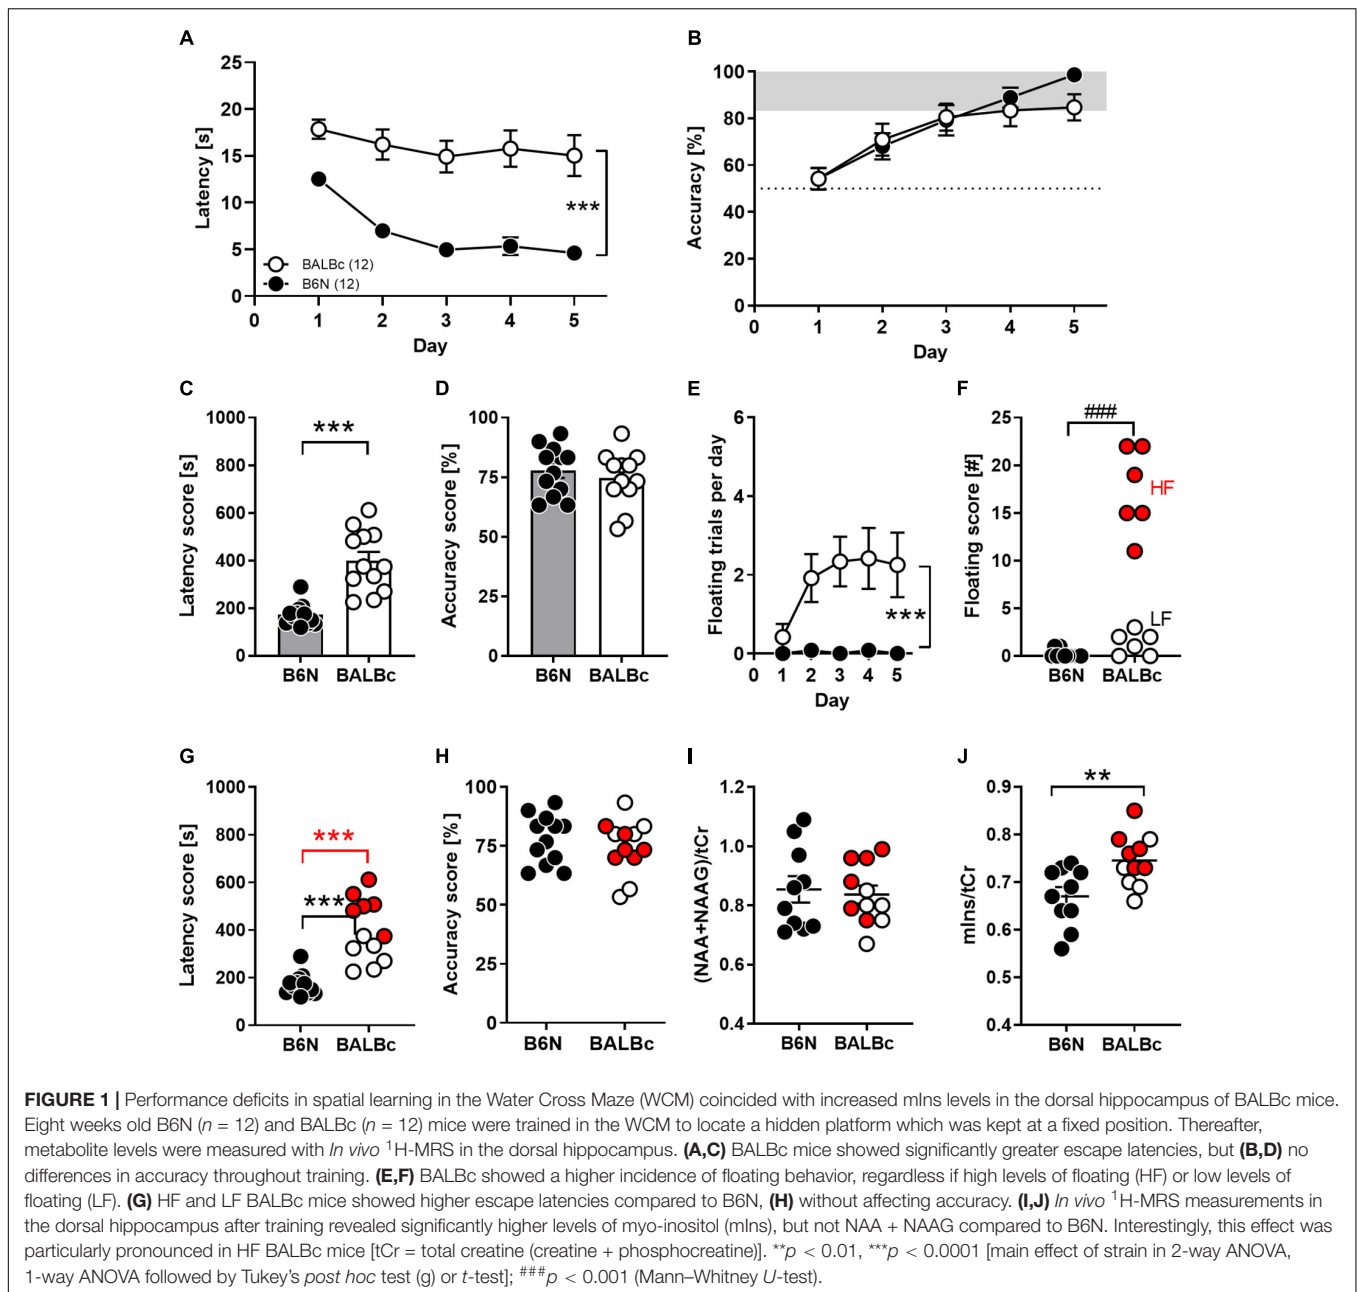 A
Latency [s]
25
20
15
10
5
0
0 1 2 3 4 5
Day
BALBc (12)
B6N (12)
***
B
Accuracy [%]
100
80
60
40
20
0
0 1 2 3 4 5
Day
C
Latency score [s]
1000
800
600
400
200
0
***
B6N BALBc
D
Accuracy score [%]
100
75
50
25
0
B6N BALBc
E
Floating trials per day
6
4
2
0
0 1 2 3 4 5
Day
***
F
Floating score [#]
25
20
15
10
5
0
###
HF
LF
B6N BALBc
G
Latency score [s]
1000
800
600
400
200
0
***
***
B6N BALBc
H
Accuracy score [%]
100
75
50
25
0
B6N BALBc
I
(NAA+NAAG)/tCr
1.2
1.0
0.8
0.6
0.4
B6N BALBc
J
mIns/tCr
0.9
0.8
0.7
0.6
0.5
0.4
**
B6N BALBc
FIGURE 1 | Performance deficits in spatial learning in the Water Cross Maze (WCM) coincided with increased mIns levels in the dorsal hippocampus of BALBc mice.
Eight weeks old B6N (n = 12) and BALBc (n = 12) mice were trained in the WCM to locate a hidden platform which was kept at a fixed position. Thereafter,
metabolite levels were measured with In vivo ¹H-MRS in the dorsal hippocampus. (A,C) BALBc mice showed significantly greater escape latencies, but (B,D) no
differences in accuracy throughout training. (E,F) BALBc showed a higher incidence of floating behavior, regardless if high levels of floating (HF) or low levels of
floating (LF). (G) HF and LF BALBc mice showed higher escape latencies compared to B6N, (H) without affecting accuracy. (I,J) In vivo ¹H-MRS measurements in
the dorsal hippocampus after training revealed significantly higher levels of myo-inositol (mIns), but not NAA + NAAG compared to B6N. Interestingly, this effect was
particularly pronounced in HF BALBc mice [tCr = total creatine (creatine + phosphocreatine)]. **p < 0.01, ***p < 0.0001 [main effect of strain in 2-way ANOVA,
1-way ANOVA followed by Tukey's post hoc test (g) or t-test]; ###p < 0.001 (Mann–Whitney U-test).